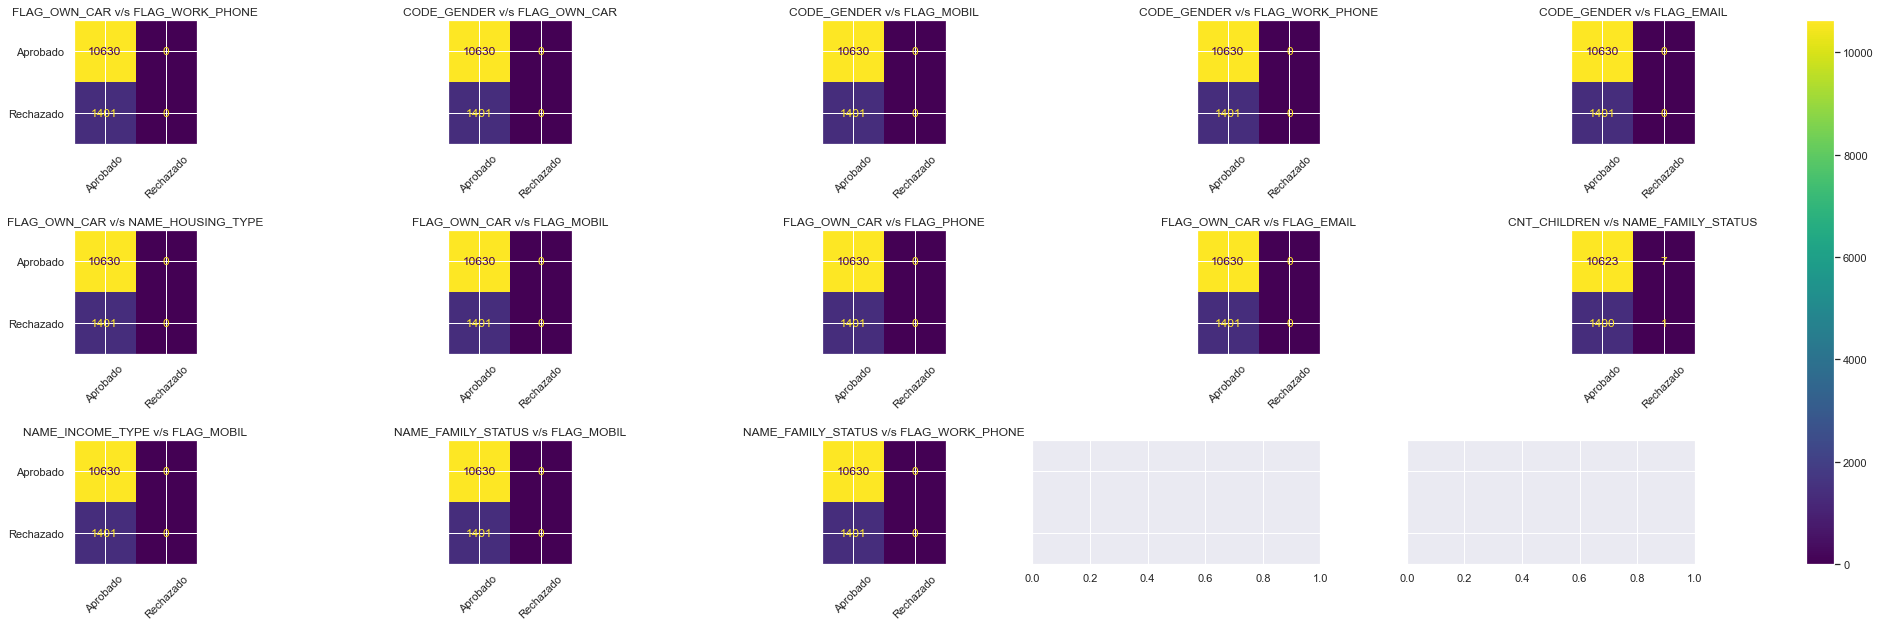 FLAG_OWN_CAR v/s FLAG_WORK_PHONE
CODE_GENDER v/s FLAG_OWN_CAR
CODE_GENDER v/s FLAG_MOBIL
CODE_GENDER v/s FLAG_WORK_PHONE
CODE_GENDER v/s FLAG_EMAIL
Aprobado 10630 0 10630 0 10630 0 10630 0 10630 0 10000
Rechazado 1401 0 1401 0 1401 0 1401 0 1401 0
Aprobado Rechazado Aprobado Rechazado Aprobado Rechazado Aprobado Rechazado Aprobado Rechazado
8000
FLAG_OWN_CAR v/s NAME_HOUSING_TYPE
FLAG_OWN_CAR v/s FLAG_MOBIL
FLAG_OWN_CAR v/s FLAG_PHONE
FLAG_OWN_CAR v/s FLAG_EMAIL
CNT_CHILDREN v/s NAME_FAMILY_STATUS
Aprobado 10630 0 10630 0 10630 0 10630 0 10623 7
6000
Rechazado 1401 0 1401 0 1401 0 1401 0 1400 1
Aprobado Rechazado Aprobado Rechazado Aprobado Rechazado Aprobado Rechazado Aprobado Rechazado
4000
NAME_INCOME_TYPE v/s FLAG_MOBIL
NAME_FAMILY_STATUS v/s FLAG_MOBIL
NAME_FAMILY_STATUS v/s FLAG_WORK_PHONE
Aprobado 10630 0 10630 0 10630 0
2000
Rechazado 1401 0 1401 0 1401 0
0
0.0 0.2 0.4 0.6 0.8 1.0 0.0 0.2 0.4 0.6 0.8 1.0
Aprobado Rechazado Aprobado Rechazado Aprobado Rechazado